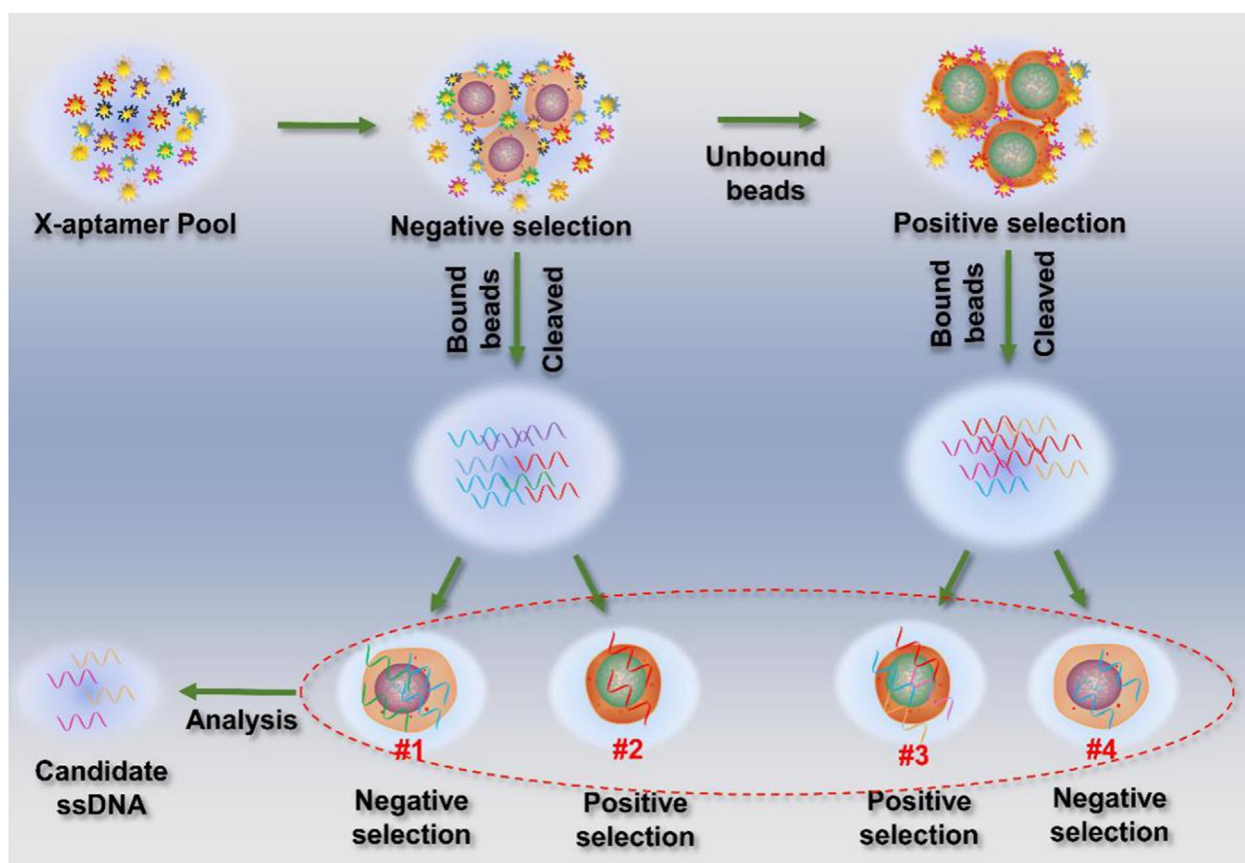 X-aptamer Pool
Negative selection
Unbound
beads
Positive selection
Bound
beads
Cleaved
Bound
beads
Cleaved
#1
#2
#3
#4
Analysis
Candidate
ssDNA
Negative
selection
Positive
selection
Positive
selection
Negative
selection